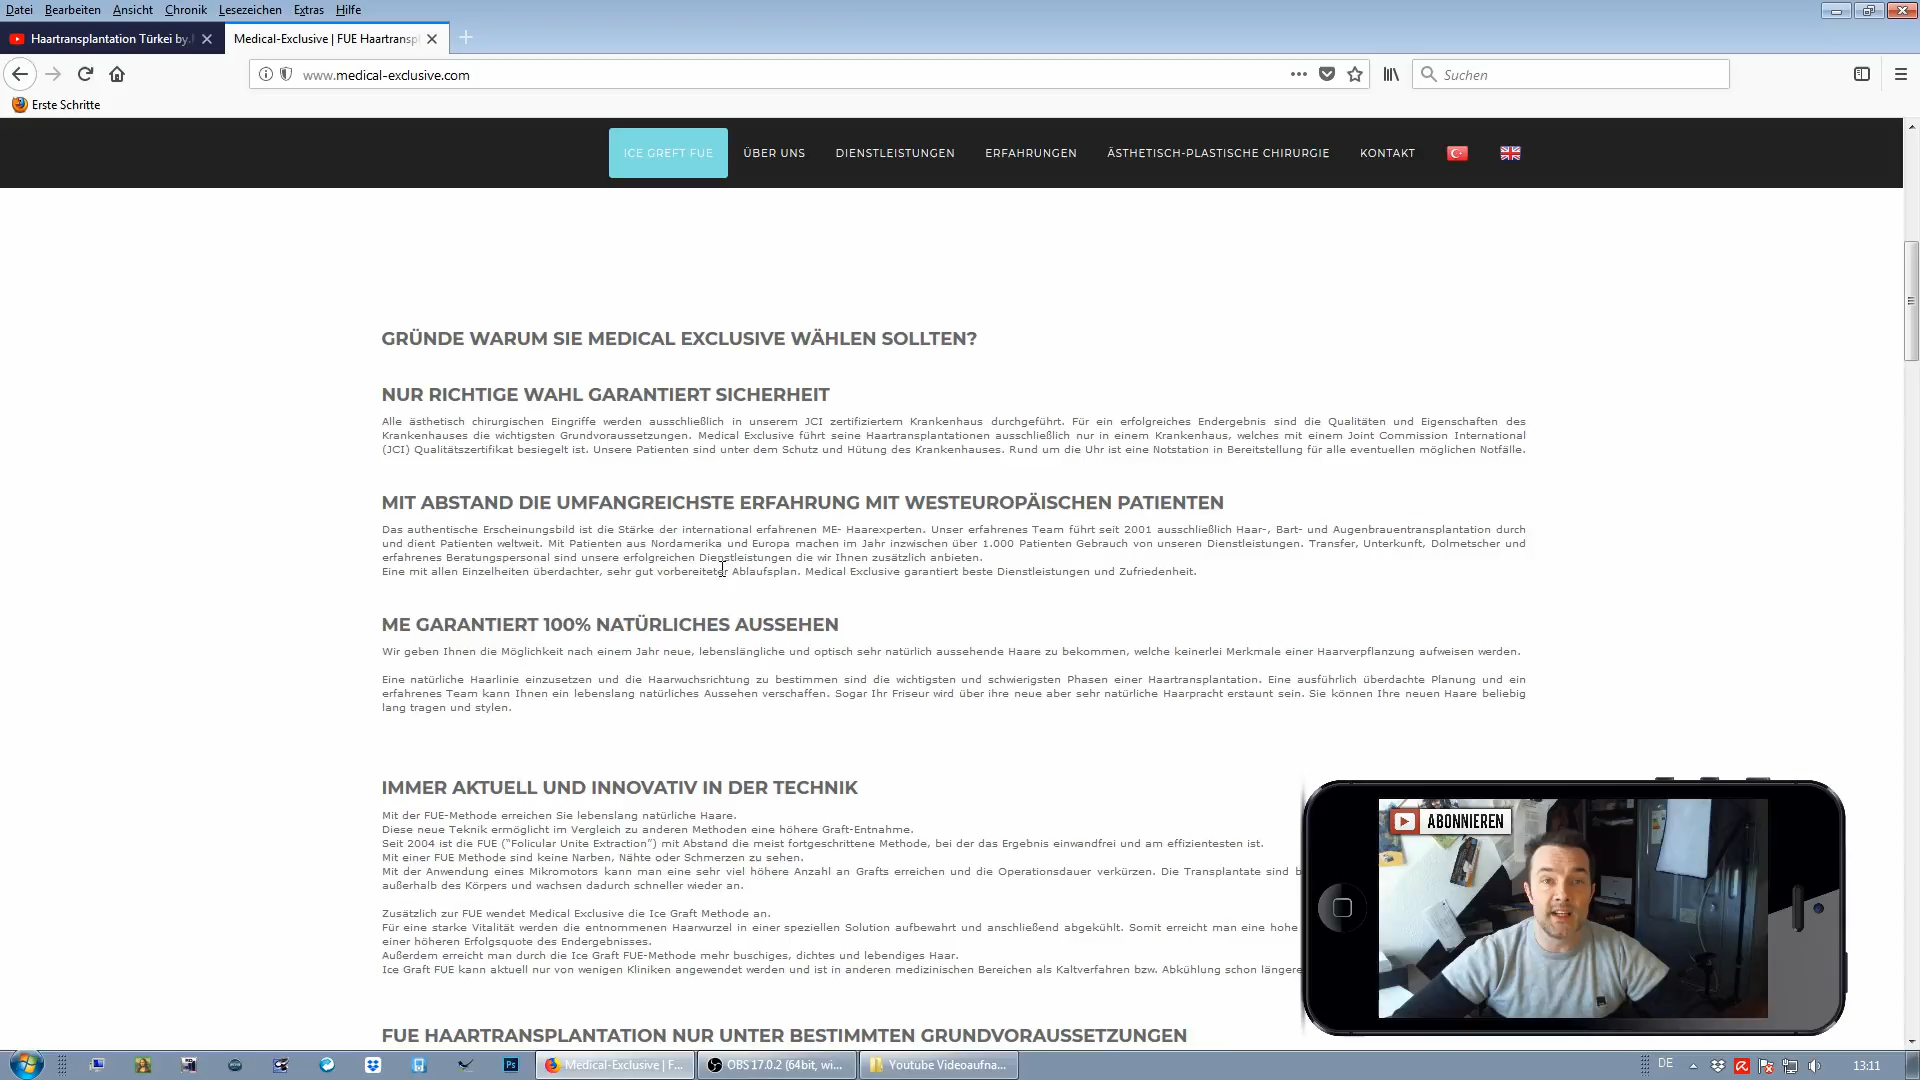 Datei Bearbeiten Ansicht Chronik Lesezeichen Extras Hilfe
Haartransplantation Türkei by.
Medical-Exclusive | FUE Haartransp
www.medical-exclusive.com
Suchen
Erste Schritte
ICE GREFT FUE ÜBER UNS DIENSTLEISTUNGEN ERFAHRUNGEN ÄSTHETISCH-PLASTISCHE CHIRURGIE KONTAKT
GRÜNDE WARUM SIE MEDICAL EXCLUSIVE WÄHLEN SOLLTEN?
NUR RICHTIGE WAHL GARANTIERT SICHERHEIT
Alle ästhetisch chirurgischen Eingriffe werden ausschließlich in unserem JCI zertifiziertem Krankenhaus durchgeführt. Für ein erfolgreiches Endergebnis sind die Qualitäten und Eigenschaften des
Krankenhauses die wichtigsten Grundvoraussetzungen. Medical Exclusive führt seine Haartransplantationen ausschließlich nur in einem Krankenhaus, welches mit einem Joint Commission International
(JCI) Qualitätszertifikat besiegelt ist. Unsere Patienten sind unter dem Schutz und Hütung des Krankenhauses. Rund um die Uhr ist eine Notstation in Bereitstellung für alle eventuellen möglichen Notfälle.
MIT ABSTAND DIE UMFANGREICHSTE ERFAHRUNG MIT WESTEUROPÄISCHEN PATIENTEN
Das authentische Erscheinungsbild ist die Stärke der international erfahrenen ME- Haarexperten. Unser erfahrenes Team führt seit 2001 ausschließlich Haar-, Bart- und Augenbrauentransplantation durch
und dient Patienten weltweit. Mit Patienten aus Nordamerika und Europa machen im Jahr inzwischen über 1.000 Patienten Gebrauch von unseren Dienstleistungen. Transfer, Unterkunft, Dolmetscher und
erfahrenes Beratungspersonal sind unsere erfolgreichen Dienstleistungen die wir Ihnen zusätzlich anbieten.
Eine mit allen Einzelheiten überdachter, sehr gut vorbereiteter Ablaufsplan. Medical Exclusive garantiert beste Dienstleistungen und Zufriedenheit.
ME GARANTIERT 100% NATÜRLICHES AUSSEHEN
Wir geben Ihnen die Möglichkeit nach einem Jahr neue, lebenslängliche und optisch sehr natürlich aussehende Haare zu bekommen, welche keinerlei Merkmale einer Haarverpflanzung aufweisen werden.
Eine natürliche Haarlinie einzusetzen und die Haarwuchsrichtung zu bestimmen sind die wichtigsten und schwierigsten Phasen einer Haartransplantation. Eine ausführlich überdachte Planung und ein
erfahrenes Team kann Ihnen ein lebenslang natürliches Aussehen verschaffen. Sogar Ihr Friseur wird über ihre neue aber sehr natürliche Haarpracht erstaunt sein. Sie können Ihre neuen Haare beliebig
lang tragen und stylen.
IMMER AKTUELL UND INNOVATIV IN DER TECHNIK
Mit der FUE-Methode erreichen Sie lebenslang natürliche Haare.
Diese neue Teknik ermöglicht im Vergleich zu anderen Methoden eine höhere Graft-Entnahme.
Seit 2004 ist die FUE (“Folicular Unite Extraction”) mit Abstand die meist fortgeschrittene Methode, bei der das Ergebnis einwandfrei und am effizientesten ist.
Mit einer FUE Methode sind keine Narben, Nähte oder Schmerzen zu sehen.
Mit der Anwendung eines Mikromotors kann man eine sehr viel höhere Anzahl an Grafts erreichen und die Operationsdauer verkürzen. Die Transplantate sind b
außerhalb des Körpers und wachsen dadurch schneller wieder an.
Zusätzlich zur FUE wendet Medical Exclusive die Ice Graft Methode an.
Für eine starke Vitalität werden die entnommenen Haarwurzel in einer speziellen Solution aufbewahrt und anschließend abgekühlt. Somit erreicht man eine hohe
einer höheren Erfolgsquote des Endergebnisses.
Außerdem erreicht man durch die Ice Graft FUE-Methode mehr buschiges, dichtes und lebendiges Haar.
Ice Graft FUE kann aktuell nur von wenigen Kliniken angewendet werden und ist in anderen medizinischen Bereichen als Kaltverfahren bzw. Abkühlung schon längere
ABONNIEREN
FUE HAARTRANSPLANTATION NUR UNTER BESTIMMTEN GRUNDVORAUSSETZUNGEN
Ps
Medical-Exclusive | F...
OBS 17.0.2 (64bit, wi...
Youtube Videoaufna...
DE
13:11